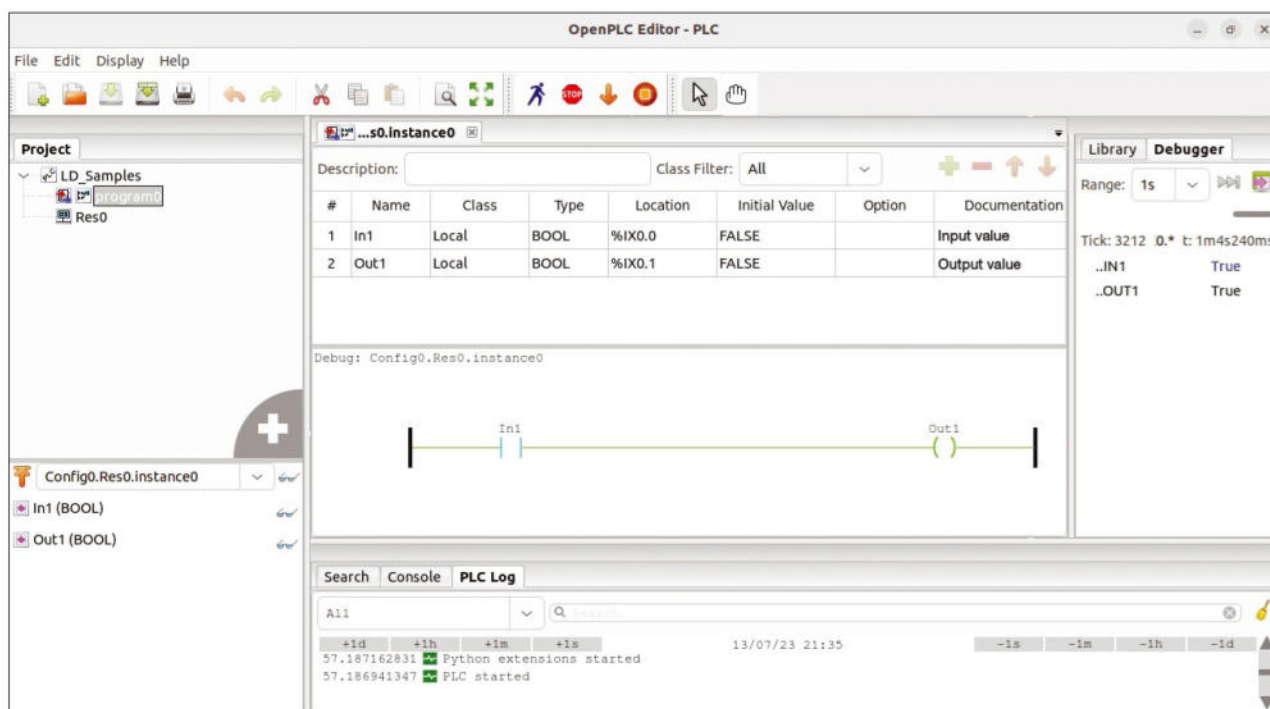 OpenPLC Editor - PLC
File Edit Display Help
STOP
...s0.instance0
Project
LD_Samples
program0
Res0
Description:
Class Filter: All
# Name Class Type Location Initial Value Option Documentation
1 In1 Local BOOL %IX0.0 FALSE Input value
2 Out1 Local BOOL %IX0.1 FALSE Output value
Library Debugger
Range: 1s
Tick: 3212 0.* t: 1m4s240ms
..IN1 True
..OUT1 True
Debug: Config0.Res0.instance0
In1 Out1
Config0.Res0.instance0
In1 (BOOL)
Out1 (BOOL)
Search Console PLC Log
All Search
+1d +1h +1m +1s 13/07/23 21:35 -1s -1m -1h -1d
57.187162831 Python extensions started
57.186941347 PLC started